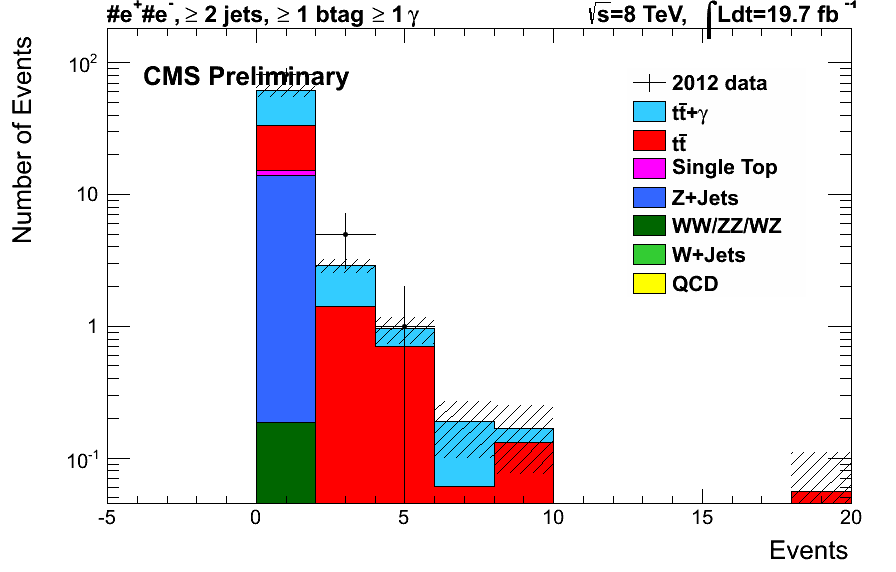 #e⁺#e⁻, ≥ 2 jets, ≥ 1 btag ≥ 1 γ
√s=8 TeV, ∫Ldt=19.7 fb⁻¹
CMS Preliminary
2012 data
tt̄+γ
tt̄
Single Top
Z+Jets
WW/ZZ/WZ
W+Jets
QCD
Number of Events
10²
10
1
10⁻¹
-5 0 5 10 15 20
Events